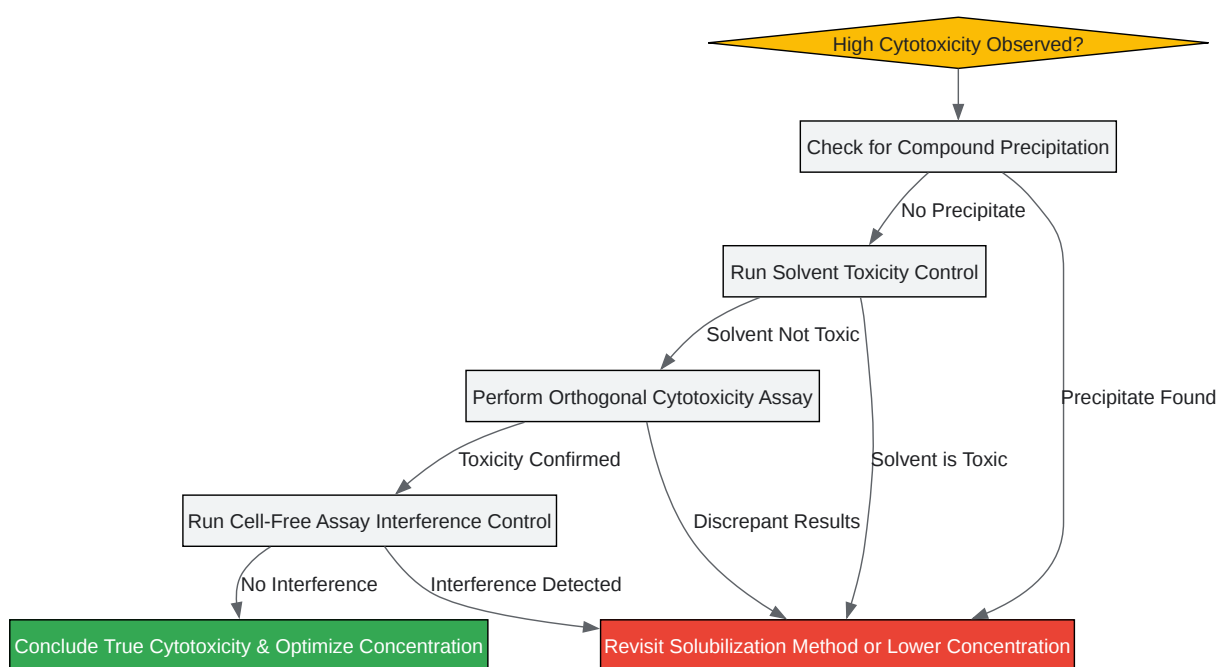 High Cytotoxicity Observed?
Check for Compound Precipitation
No Precipitate
Run Solvent Toxicity Control
Solvent Not Toxic
Perform Orthogonal Cytotoxicity Assay
Precipitate Found
Toxicity Confirmed
Solvent is Toxic
Run Cell-Free Assay Interference Control
Discrepant Results
No Interference
Interference Detected
Conclude True Cytotoxicity & Optimize Concentration
Revisit Solubilization Method or Lower Concentration